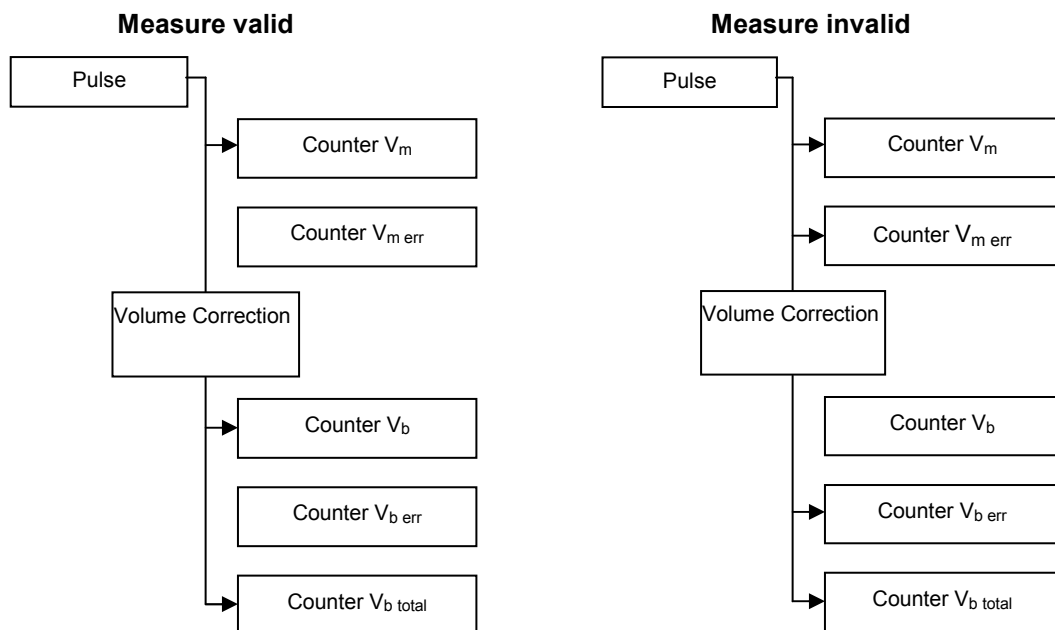 Measure valid
Pulse
Counter Vm
Counter Vm err
Volume Correction
Counter Vb
Counter Vb err
Counter Vb total
Measure invalid
Pulse
Counter Vm
Counter Vm err
Volume Correction
Counter Vb
Counter Vb err
Counter Vb total